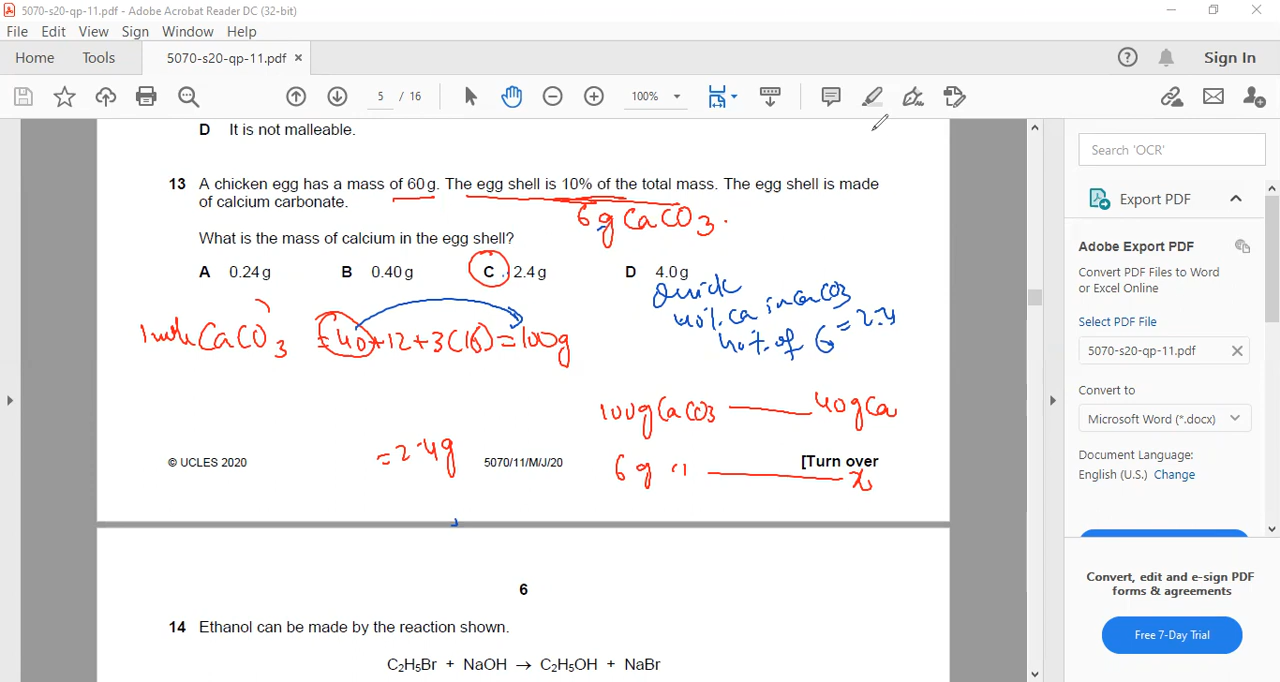 5070-s20-qp-11.pdf - Adobe Acrobat Reader DC (32-bit)
File Edit View Sign Window Help
Home Tools 5070-s20-qp-11.pdf × Sign In
5 / 16 100%
D It is not malleable.
13 A chicken egg has a mass of 60 g. The egg shell is 10% of the total mass. The egg shell is made
of calcium carbonate.
6g CaCO3.
What is the mass of calcium in the egg shell?
A 0.24 g B 0.40 g C 2.4 g D 4.0 g
Quick
40% Ca in CaCO3
40% of 6 = 2.4
1 mole CaCO3 = 40 + 12 + 3(16) = 100g
100g CaCO3 — 40g Ca
= 2.4g
6g " — x
© UCLES 2020 5070/11/M/J/20 [Turn over
6
14 Ethanol can be made by the reaction shown.
C2H5Br + NaOH → C2H5OH + NaBr
Search 'OCR'
Export PDF
Adobe Export PDF
Convert PDF Files to Word
or Excel Online
Select PDF File
5070-s20-qp-11.pdf ×
Convert to
Microsoft Word (*.docx)
Document Language:
English (U.S.) Change
Convert, edit and e-sign PDF
forms & agreements
Free 7-Day Trial